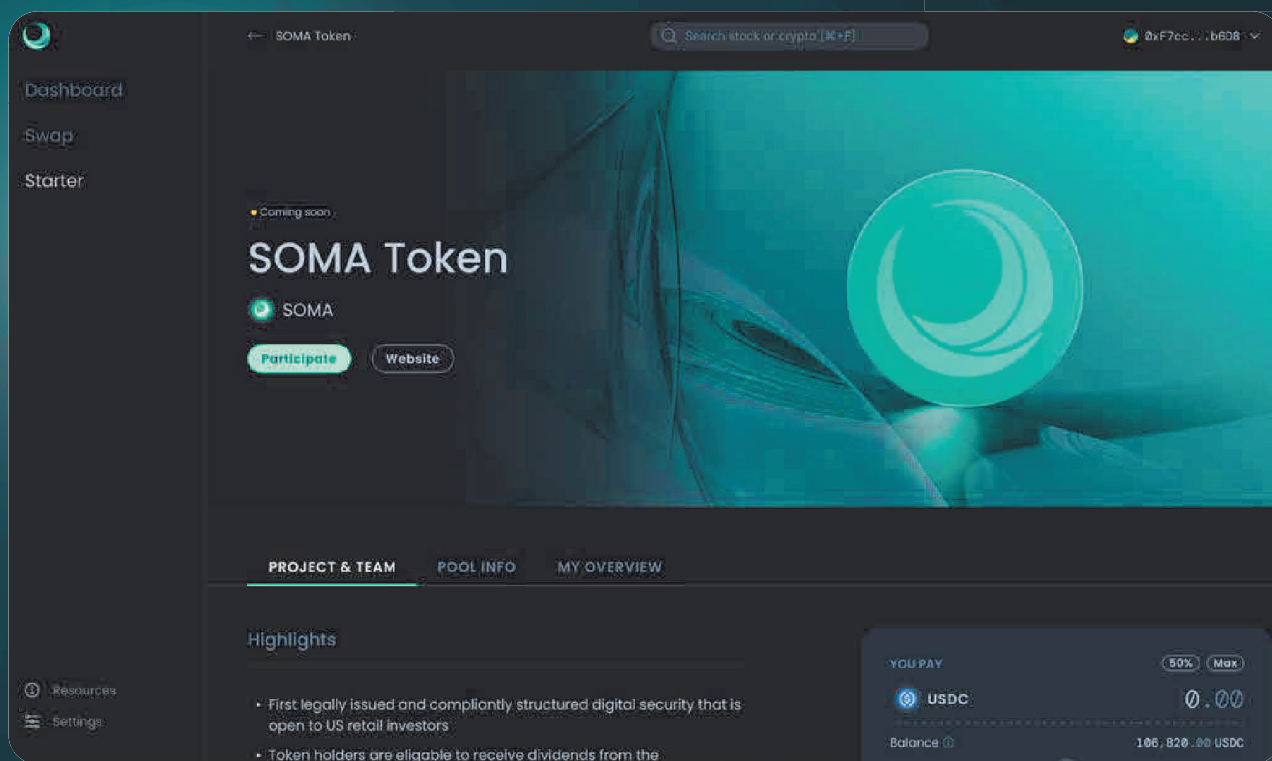 ← SOMA Token
Search stock or crypto [⌘+F]
0xF7cc...b6D8
Dashboard
Swap
Starter
Coming soon
SOMA Token
SOMA
Participate
Website
PROJECT & TEAM
POOL INFO
MY OVERVIEW
Highlights
• First legally issued and compliantly structured digital security that is
open to US retail investors
• Token holders are eligable to receive dividends from the
YOU PAY
50%
Max
USDC
0.00
Balance
106,820.00 USDC
Resources
Settings